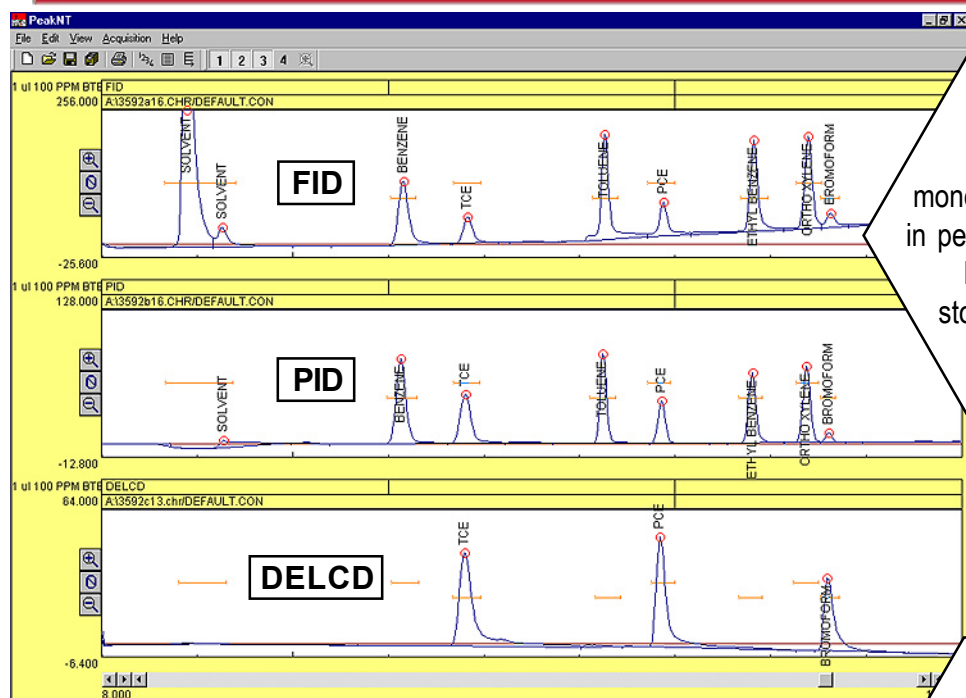 PeakNT
File Edit View Acquisition Help
1 2 3 4
1 ul 100 PPM BTE FID
256.000 A:\3592a16.CHR/DEFAULT.CON
SOLVENT
SOLVENT
FID
BENZENE
TCE
TOLUENE
PCE
ETHYL BENZENE
ORTHO XYLENE
BROMOFORM
-25.600
1 ul 100 PPM BTE PID
128.000 A:\3592b16.CHR/DEFAULT.CON
SOLVENT
PID
BENZENE
TCE
TOLUENE
PCE
ETHYL BENZENE
ORTHO XYLENE
BROMOFORM
-12.800
1 ul 100 PPM BTE DELCD
64.000 A:\3592c13.chr/DEFAULT.CON
DELCD
TCE
PCE
BROMOFORM
-6.400
8.000
in pe
sto